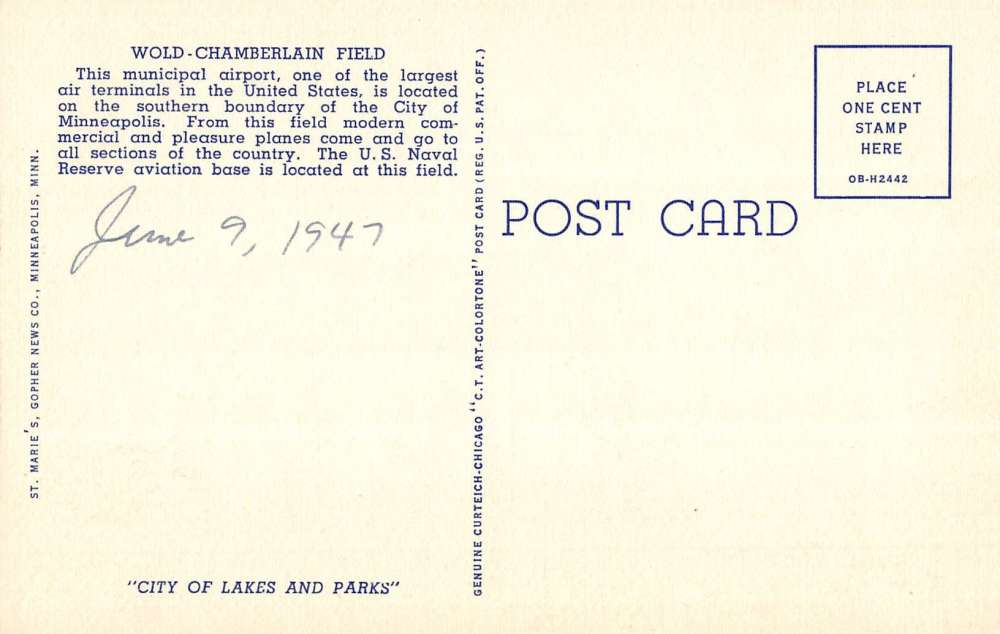 WOLD-CHAMBERLAIN FIELD
This municipal airport, one of the largest
air terminals in the United States, is located
on the southern boundary of the City of
Minneapolis. From this field modern com-
mercial and pleasure planes come and go to
all sections of the country. The U. S. Naval
Reserve aviation base is located at this field.
June 9, 1947
ST. MARIE'S, GOPHER NEWS CO., MINNEAPOLIS, MINN.
"CITY OF LAKES AND PARKS"
GENUINE CURTEICH-CHICAGO "C.T. ART-COLORTONE" POST CARD (REG. U.S. PAT. OFF.)
POST CARD
PLACE
ONE CENT
STAMP
HERE
OB-H2442